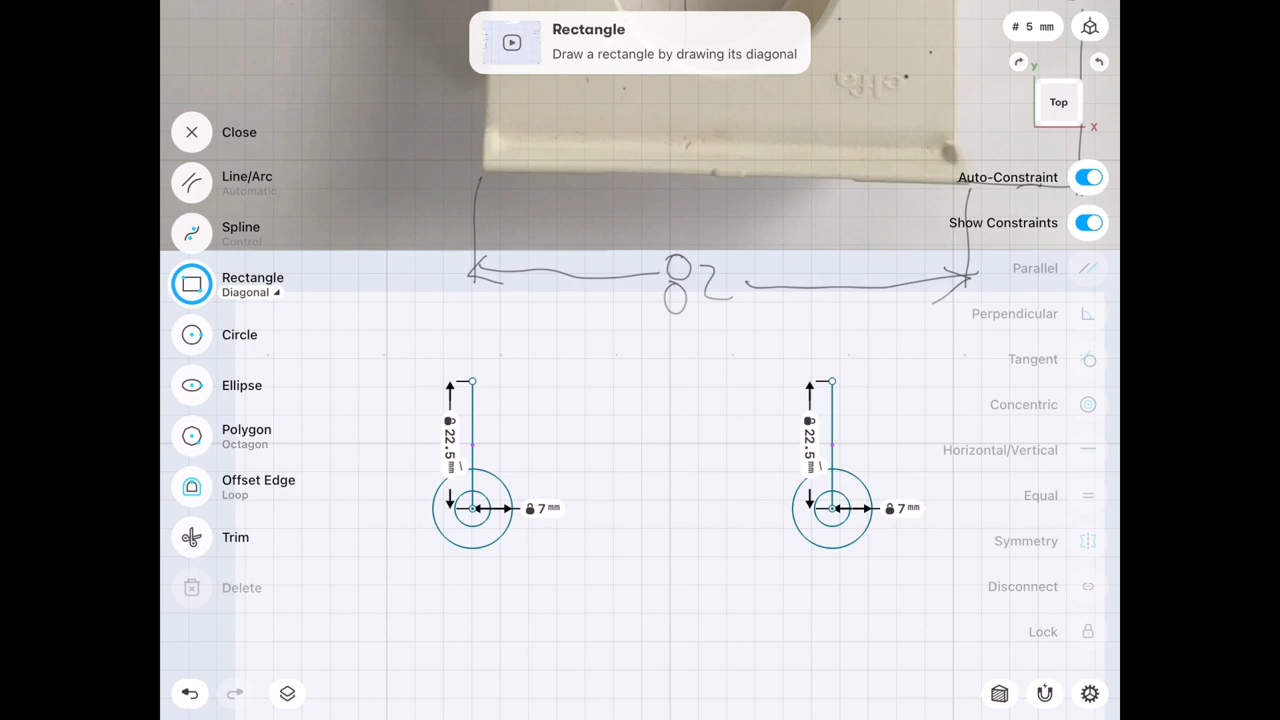 Rectangle
Draw a rectangle by drawing its diagonal
# 5 mm
Y
Top
X
Close
Line/Arc
Automatic
Spline
Control
Rectangle
Diagonal
Circle
Ellipse
Polygon
Octagon
Offset Edge
Loop
Trim
Delete
Auto-Constraint
Show Constraints
Parallel
Perpendicular
Tangent
Concentric
Horizontal/Vertical
Equal
Symmetry
Disconnect
Lock
elfa
82
22.5 mm
22.5 mm
7 mm
7 mm